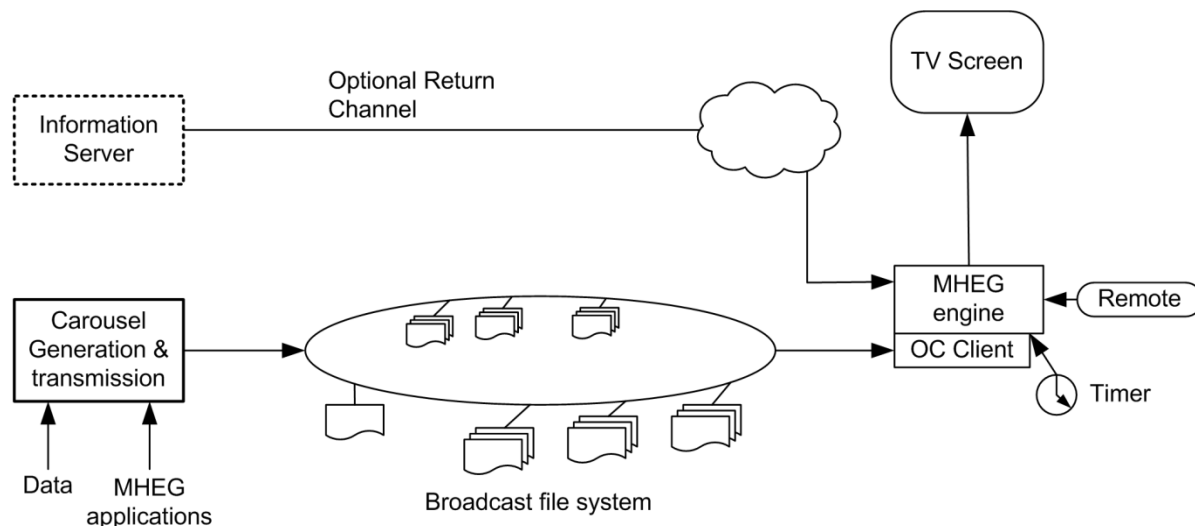 TV Screen
Optional Return
Channel
Information
Server
MHEG
engine
Remote
Carousel
Generation &
transmission
OC Client
Timer
Data
MHEG
applications
Broadcast file system